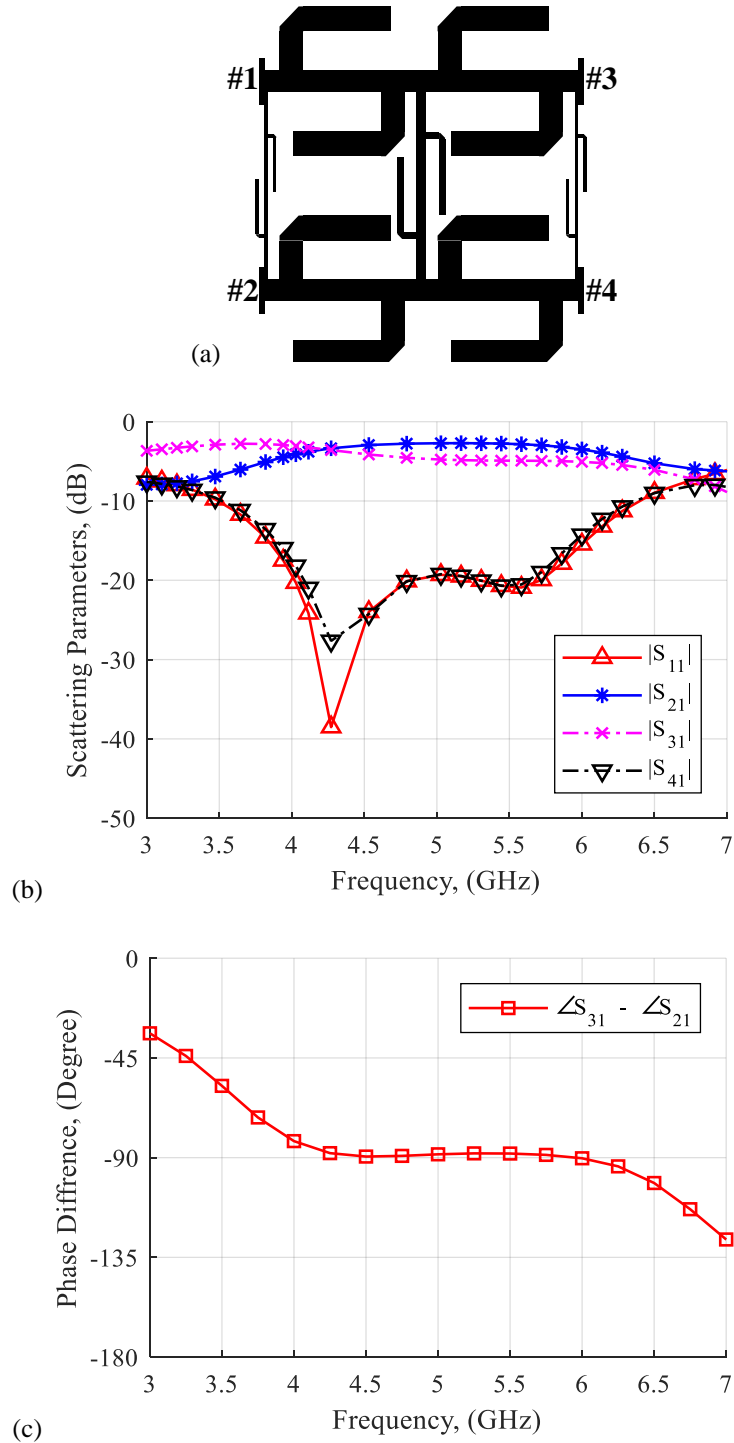 #1 #3
#2 #4
(a)
0
-10
-20
-30
-40
-50
Scattering Parameters, (dB)
|S11|
|S21|
|S31|
|S41|
3 3.5 4 4.5 5 5.5 6 6.5 7
Frequency, (GHz)
(b)
0
-45
-90
-135
-180
Phase Diffrence, (Degree)
∠S31 - ∠S21
3 3.5 4 4.5 5 5.5 6 6.5 7
Frequency, (GHz)
(c)